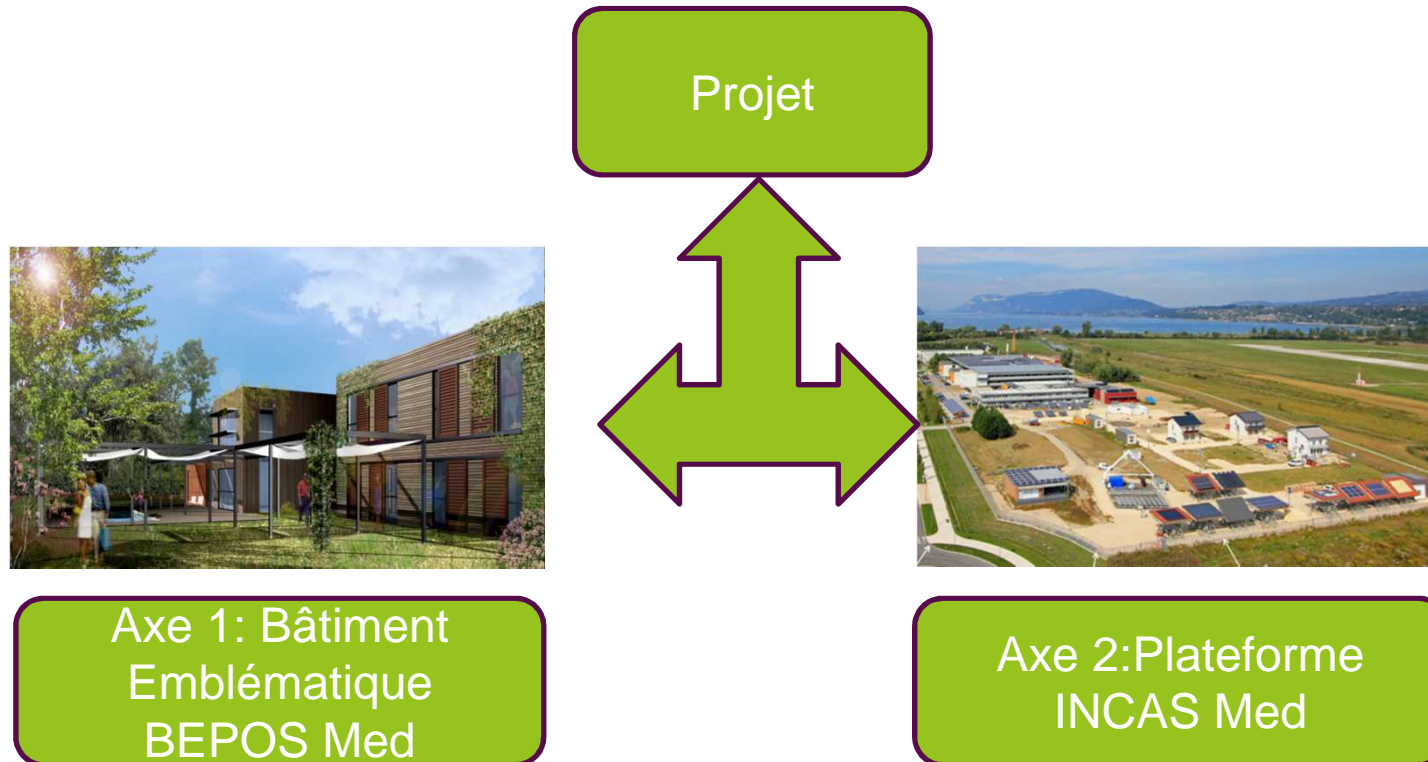 Projet
Axe 1: Bâtiment
Emblématique
BEPOS Med
Axe 2:Plateforme
INCAS Med